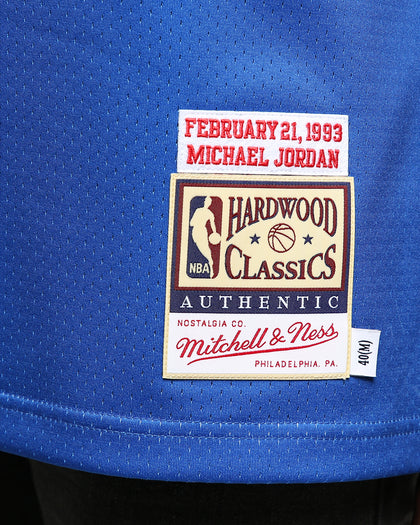 FEBRUARY 21, 1993
MICHAEL JORDAN
HARDWOOD
NBA
CLASSICS
AUTHENTIC
NOSTALGIA CO.
Mitchell & Ness
PHILADELPHIA, PA.
40(M)